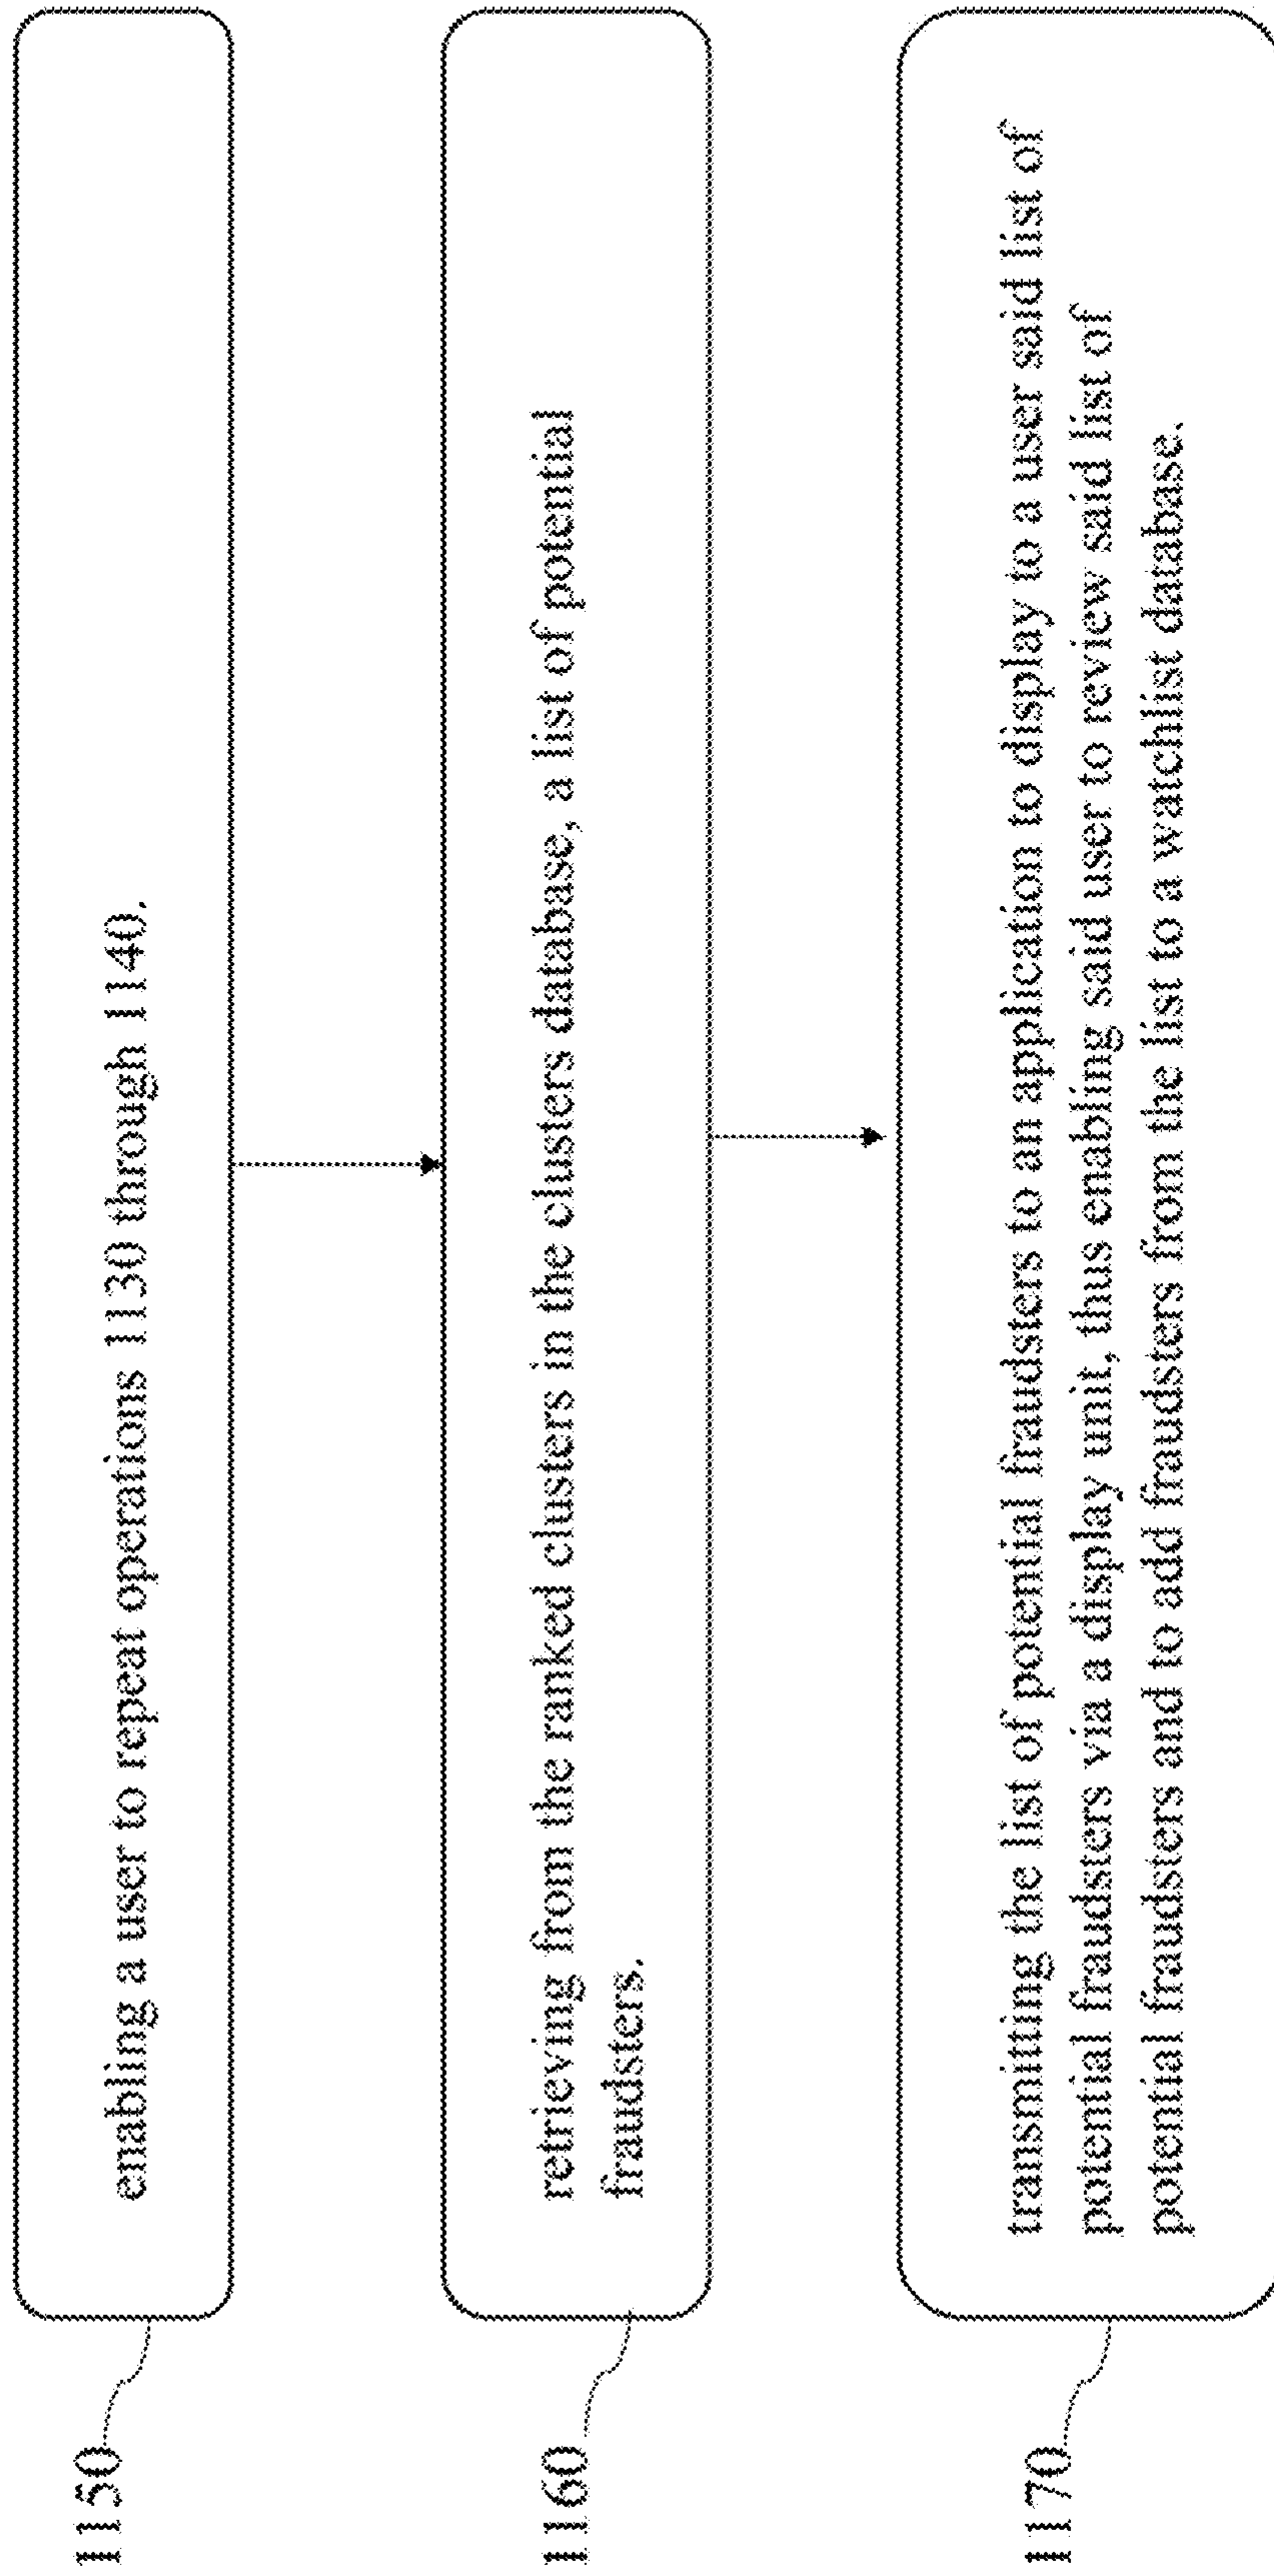 1150
enabling a user to repeat operations 1130 through 1140.
1160
retrieving from the ranked clusters in the clusters database, a list of potential
fraudsters.
1170
transmitting the list of potential fraudsters to an application to display to a user said list of
potential fraudsters via a display unit, thus enabling said user to review said list of
potential fraudsters and to add fraudsters from the list to a watchlist database.